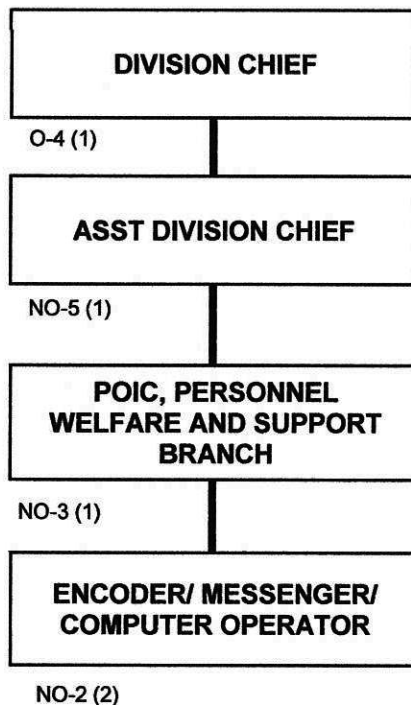 DIVISION CHIEF
O-4 (1)
ASST DIVISION CHIEF
NO-5 (1)
POIC, PERSONNEL
WELFARE AND SUPPORT
BRANCH
NO-3 (1)
ENCODER/ MESSENGER/
COMPUTER OPERATOR
NO-2 (2)